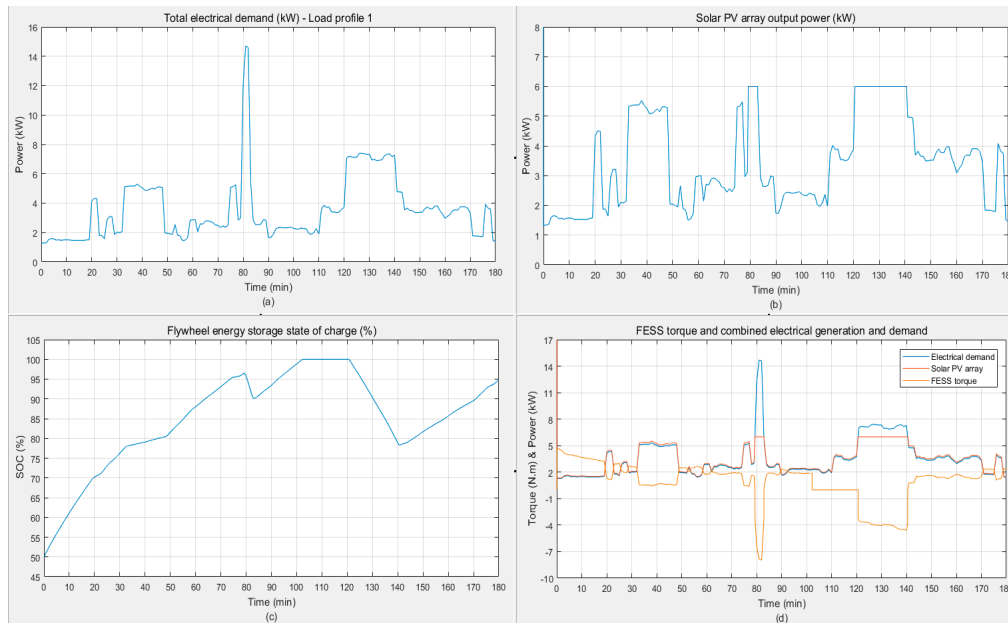 Total electrical demand (kW) - Load profile 1
Power (kW)
16
14
12
10
8
6
4
2
0
0 10 20 30 40 50 60 70 80 90 100 110 120 130 140 150 160 170 180
Time (min)
(a)
Solar PV array output power (kW)
Power (kW)
8
7
6
5
4
3
2
1
0
0 10 20 30 40 50 60 70 80 90 100 110 120 130 140 150 160 170 180
Time (min)
(b)
Flywheel energy storage state of charge (%)
SOC (%)
105
100
95
90
85
80
75
70
65
60
55
50
45
0 10 20 30 40 50 60 70 80 90 100 110 120 130 140 150 160 170 180
Time (min)
(c)
FESS torque and combined electrical generation and demand
Torque (N.m) & Power (kW)
17
14
11
8
5
2
-1
-4
-7
-10
Electrical demand
Solar PV array
FESS torque
0 10 20 30 40 50 60 70 80 90 100 110 120 130 140 150 160 170 180
Time (min)
(d)